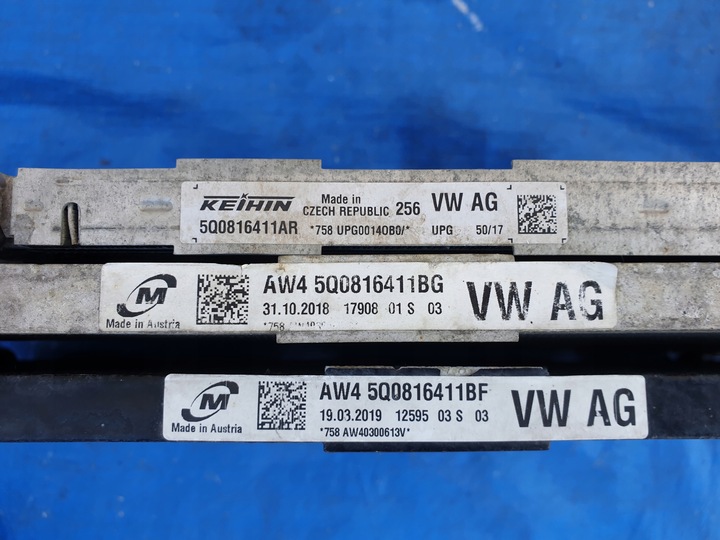 KEIHIN Made in CZECH REPUBLIC 256 VW AG
5Q0816411AR *758 UPG00140B0/* UPG 50/17
M
Made in Austria
AW4 5Q0816411BG
31.10.2018 17908 01 S 03
*758
VW AG
M
Made in Austria
AW4 5Q0816411BF
19.03.2019 12595 03 S 03
*758 AW40300613V*
VW AG